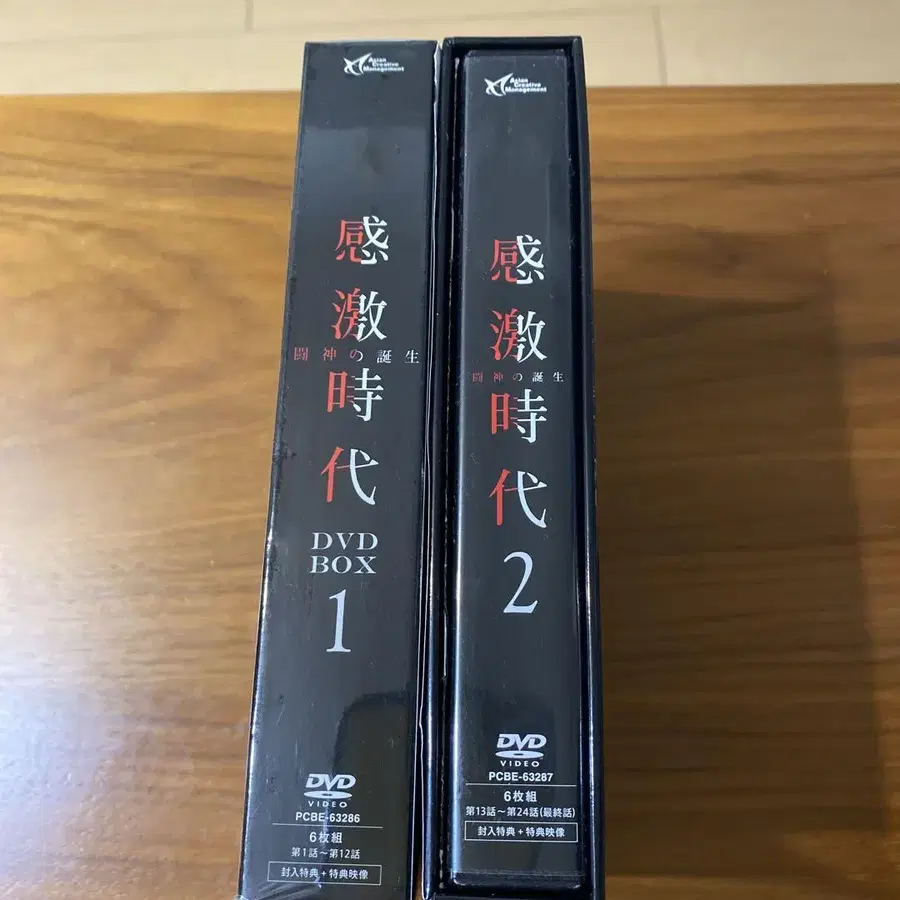 Asian
Creative
Management
感激時代
闘神の誕生
DVD
BOX
1
DVD
VIDEO
PCBE-63286
6枚組
第1話～第12話
封入特典+特典映像
Asian
Creative
Management
感激時代
闘神の誕生
2
DVD
VIDEO
PCBE-63287
6枚組
第13話～第24話(最終話)
封入特典+特典映像